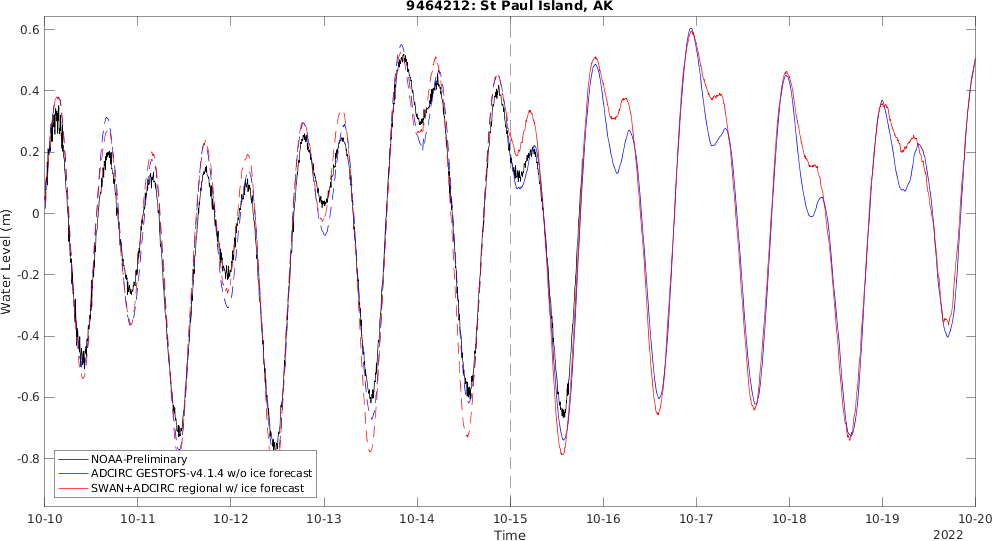 9464212: St Paul Island, AK
Water Level (m)
0.6
0.4
0.2
0
-0.2
-0.4
-0.6
-0.8
NOAA-Preliminary
ADCIRC GESTOFS-v4.1.4 w/o ice forecast
SWAN+ADCIRC regional w/ ice forecast
10-10 10-11 10-12 10-13 10-14 10-15 10-16 10-17 10-18 10-19 10-20
Time
2022